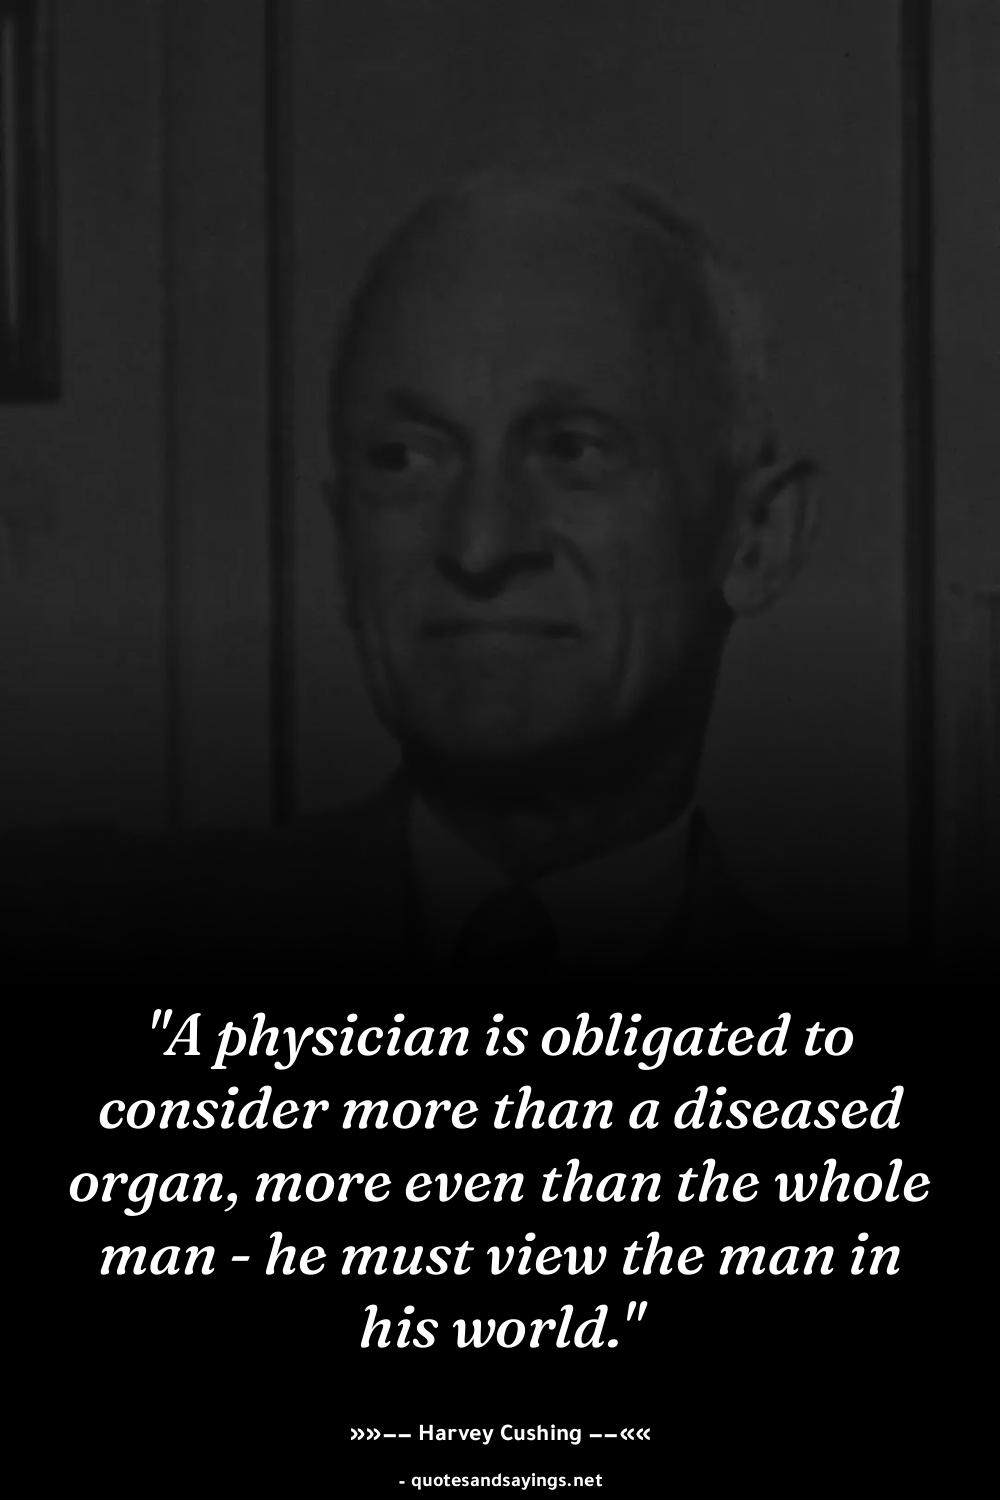 "A physician is obligated to
consider more than a diseased
organ, more even than the whole
man - he must view the man in
his world."
»»−− Harvey Cushing −−««
- quotesandsayings.net